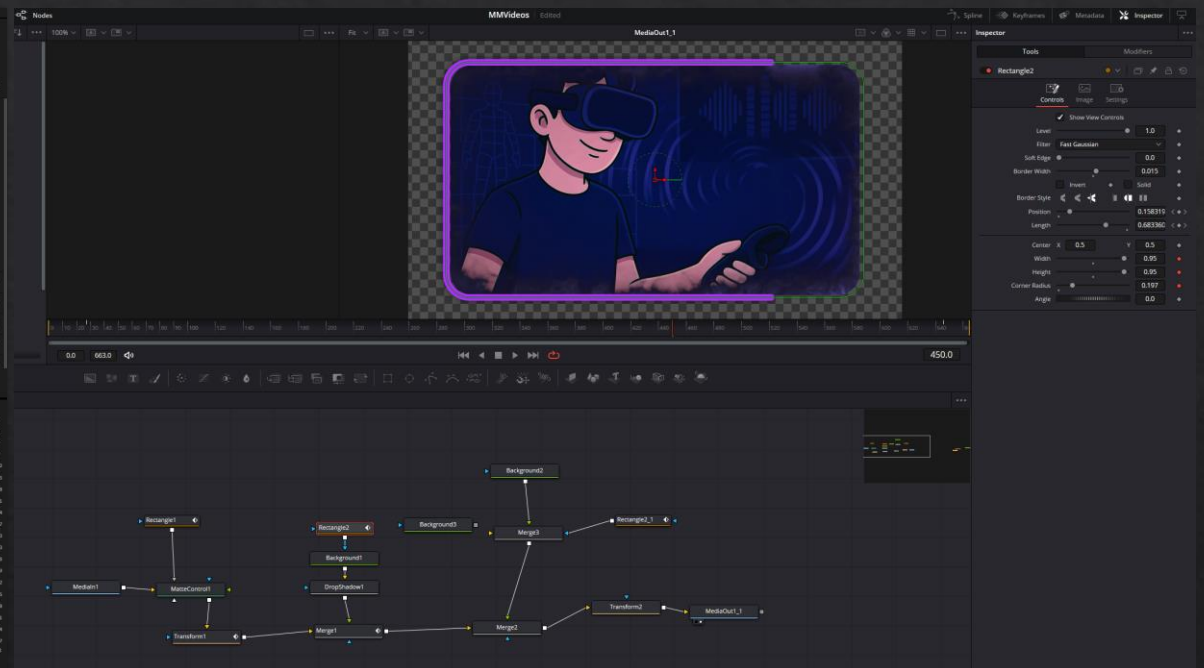 Nodes
MMVideos Edited
Spline Keyframes Metadata Inspector
100% Fit MediaOut1_1 Inspector
Tools Modifiers
Rectangle2
Controls Image Settings
Show View Controls
Level 1.0
Filter Fast Gaussian
Soft Edge 0.0
Border Width 0.015
Invert Solid
Border Style
Position 0.158319
Length 0.683360
Center X 0.5 Y 0.5
Width 0.95
Height 0.95
Corner Radius 0.197
Angle 0.0
0.0 663.0 450.0
Background2
Rectangle1
Rectangle2
Background5
Rectangle2_1
Merge3
Background1
MediaIn1
MatteControl1
DropShadow1
Transform2
MediaOut1_1
Transform1
Merge1
Merge2